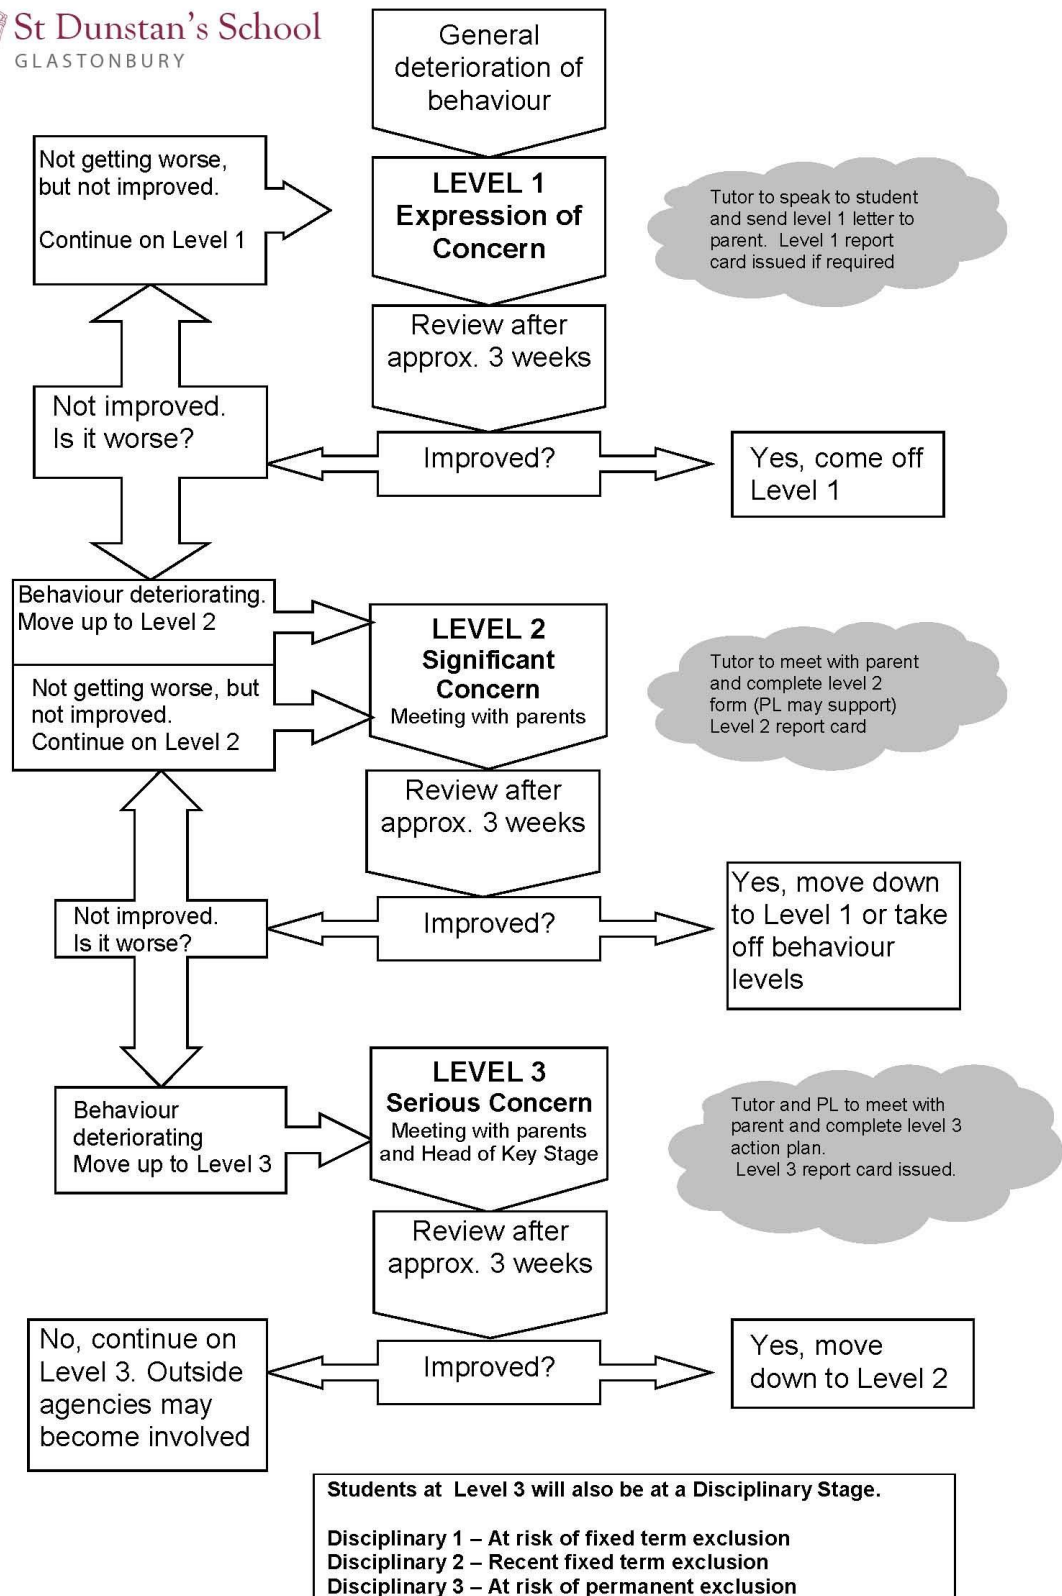 St Dunstan's School
GLASTONBURY
General
deterioration of
behaviour
Not getting worse,
but not improved.
Continue on Level 1
LEVEL 1
Expression of
Concern
Tutor to speak to student
and send level 1 letter to
parent. Level 1 report
card issued if required
Review after
approx. 3 weeks
Not improved.
Is it worse?
Improved?
Yes, come off
Level 1
Behaviour deteriorating.
Move up to Level 2
Not getting worse, but
not improved.
Continue on Level 2
LEVEL 2
Significant
Concern
Meeting with parents
Tutor to meet with parent
and complete level 2
form (PL may support)
Level 2 report card
Review after
approx. 3 weeks
Not improved.
Is it worse?
Improved?
Yes, move down
to Level 1 or take
off behaviour
levels
Behaviour
deteriorating
Move up to Level 3
LEVEL 3
Serious Concern
Meeting with parents
and Head of Key Stage
Tutor and PL to meet with
parent and complete level 3
action plan.
Level 3 report card issued.
Review after
approx. 3 weeks
No, continue on
Level 3. Outside
agencies may
become involved
Improved?
Yes, move
down to Level 2
Students at Level 3 will also be at a Disciplinary Stage.
Disciplinary 1 – At risk of fixed term exclusion
Disciplinary 2 – Recent fixed term exclusion
Disciplinary 3 – At risk of permanent exclusion